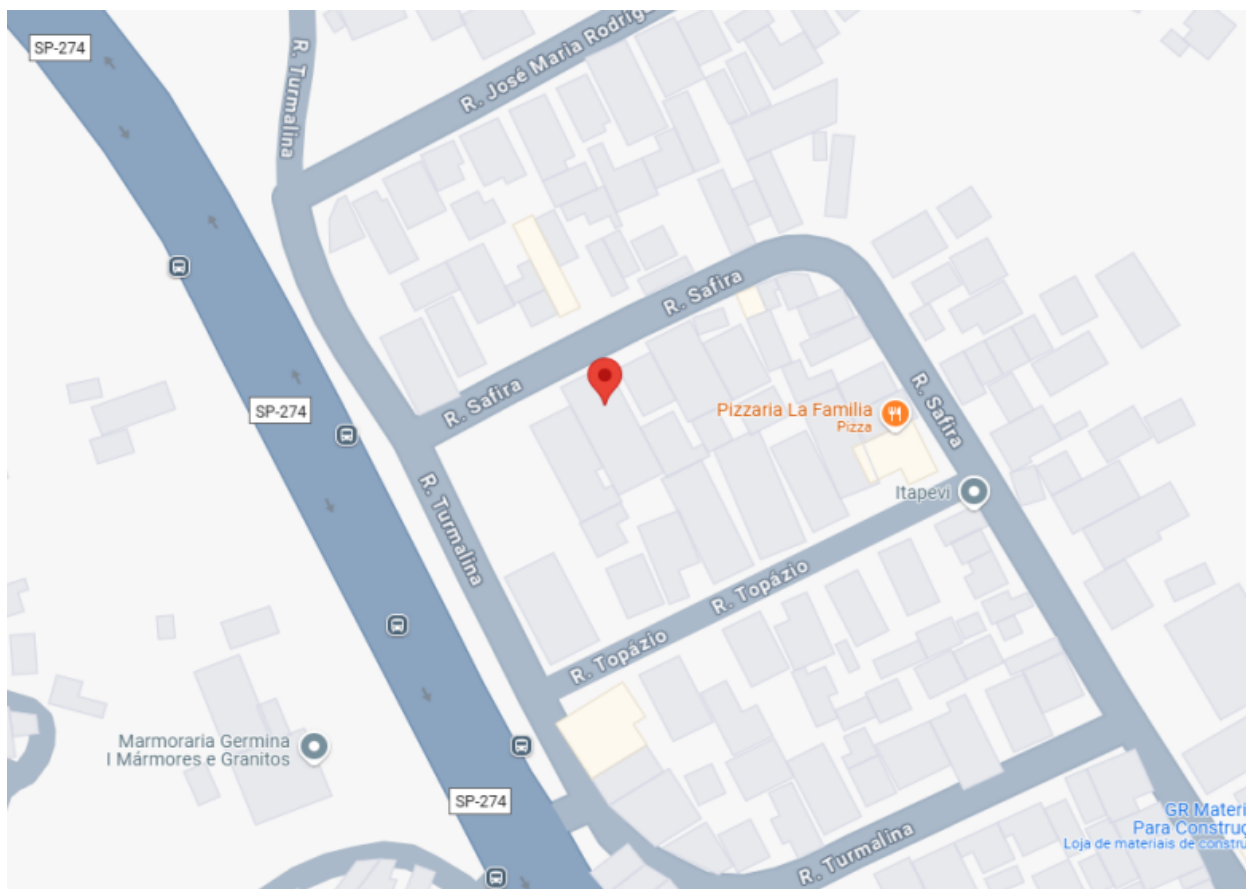 SP-274
R. Turmalina
R. José Maria Rodrig
R. Safira
R. Safira
R. Safira
SP-274
Pizzaria La Familia
Pizza
R. Turmalina
Itapevi
R. Topázio
R. Topázio
Marmoraria Germina
I Mármores e Granitos
SP-274
GR Materi
Para Construç
Loja de materiais de constru
R. Turmalina